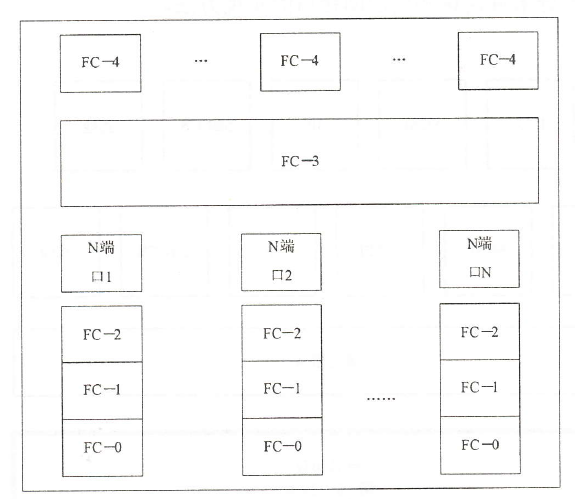 FC-4 … FC-4 … FC-4
FC-3
N端 N端 N端
口1 口2 口N
FC-2 FC-2 FC-2
FC-1 FC-1 …… FC-1
FC-0 FC-0 FC-0